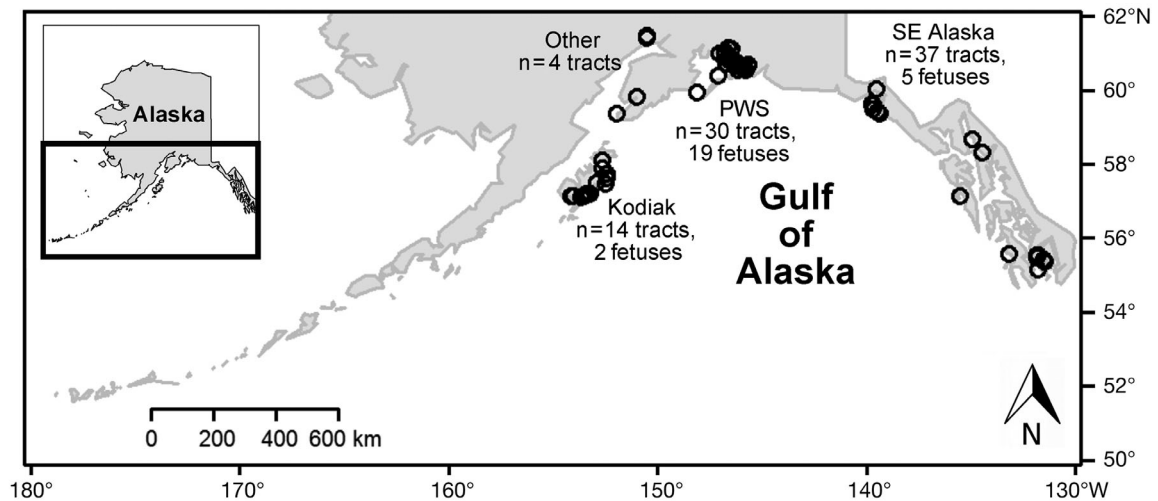 Alaska
Other
n=4 tracts
PWS
n=30 tracts,
19 fetuses
SE Alaska
n=37 tracts,
5 fetuses
Kodiak
n=14 tracts,
2 fetuses
Gulf
of
Alaska
0 200 400 600 km
N
62°N
60°
58°
56°
54°
52°
50°
180° 170° 160° 150° 140° 130°W